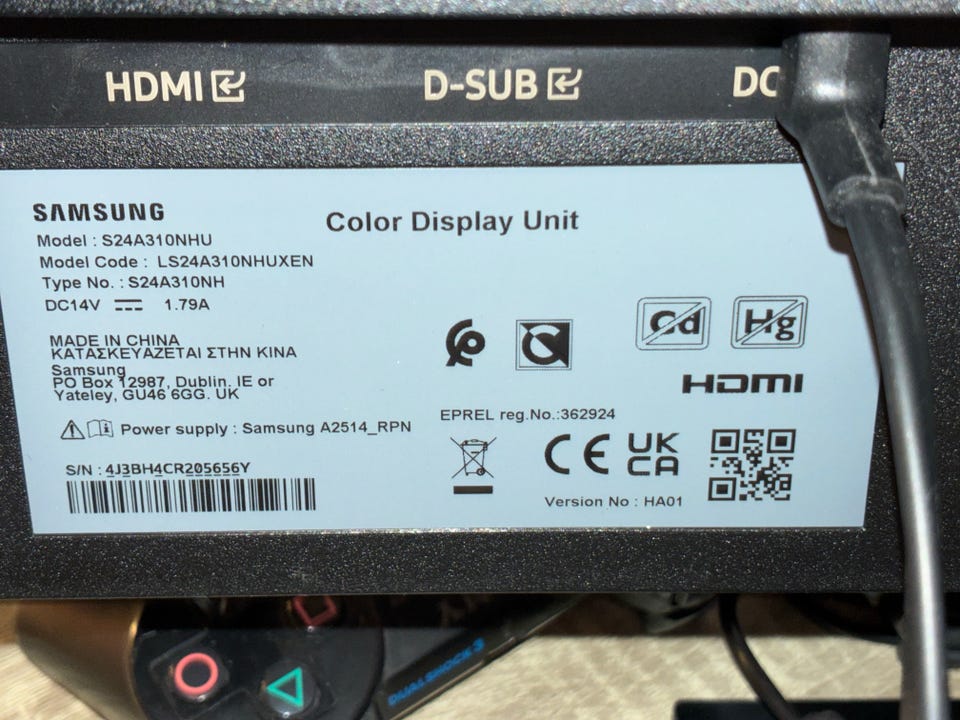 HDMI
D-SUB
DC
SAMSUNG
Color Display Unit
Model : S24A310NHU
Model Code : LS24A310NHUXEN
Type No. : S24A310NH
DC14V 1.79A
MADE IN CHINA
ΚΑΤΑΣΚΕΥΑΖΕΤΑΙ ΣΤΗΝ ΚΙΝΑ
Samsung
PO Box 12987, Dublin. IE or
Yateley, GU46 6GG. UK
Cd
Hg
HDMI
EPREL reg.No.:362924
Power supply : Samsung A2514_RPN
CE
UK
CA
S/N : 4J3BH4CR205656Y
Version No : HA01
DUALSHOCK 3